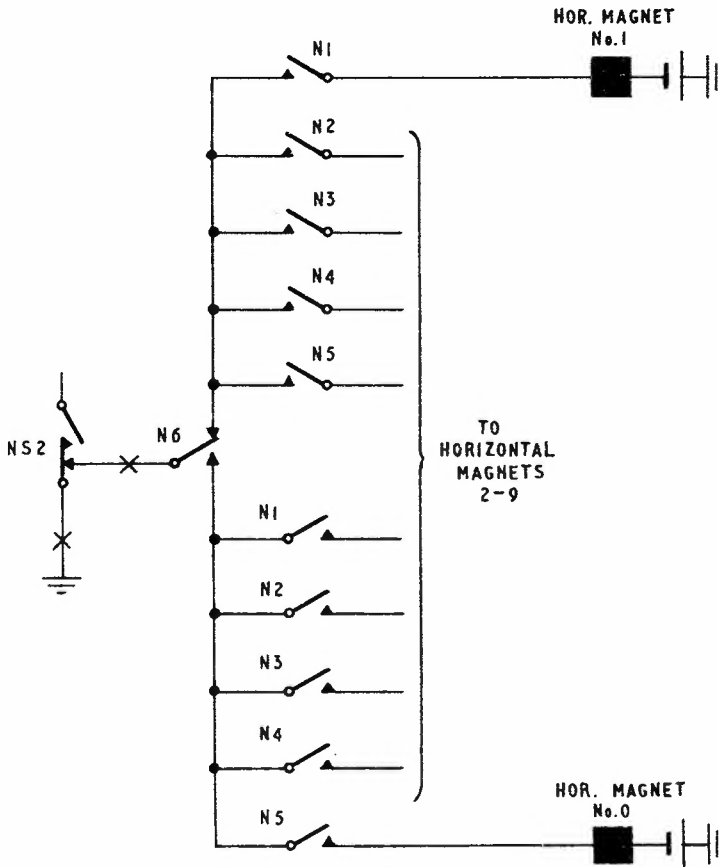 HOR. MAGNET
No.1
N1
N2
N3
N4
N5
NS2
N6
TO
HORIZONTAL
MAGNETS
2-9
N1
N2
N3
N4
N5
HOR. MAGNET
No.0